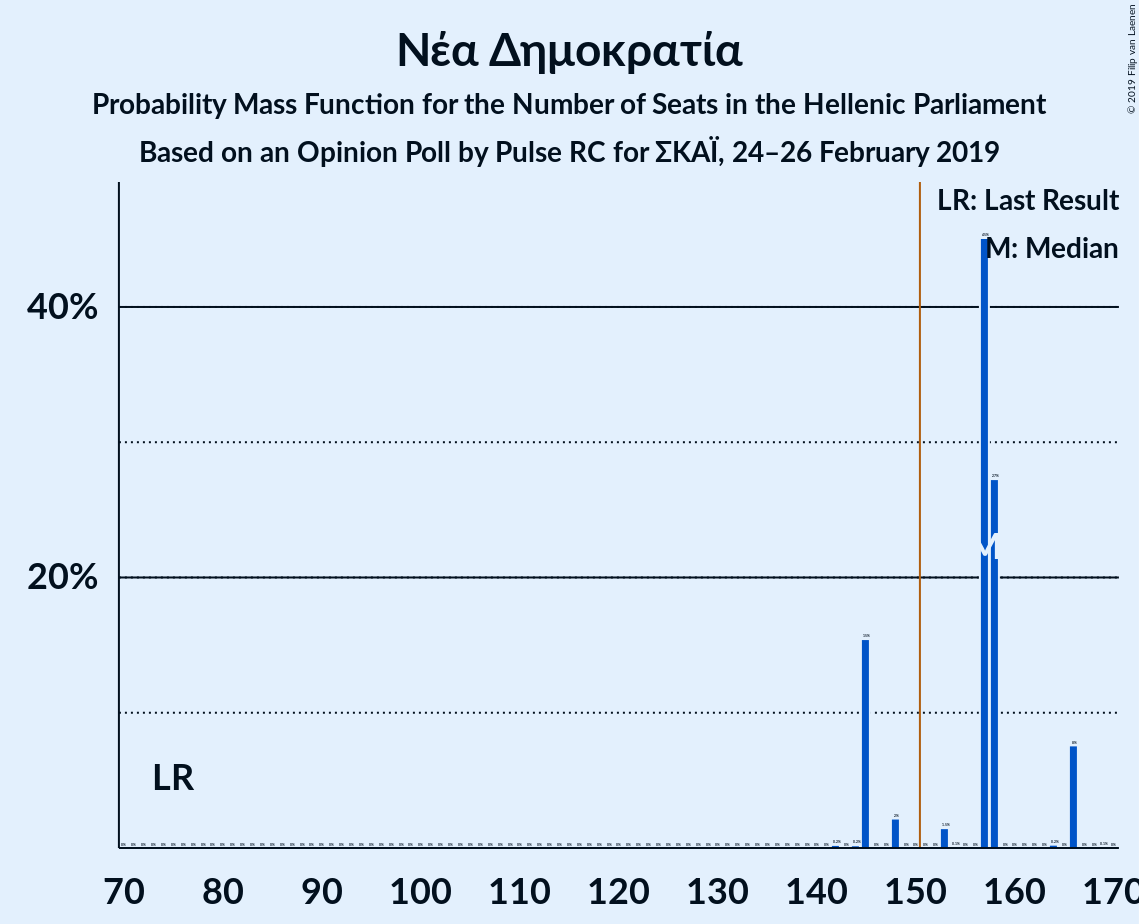 Νέα Δημοκρατία
Probability Mass Function for the Number of Seats in the Hellenic Parliament
Based on an Opinion Poll by Pulse RC for ΣΚΑΪ, 24–26 February 2019
© 2019 Filip van Laenen
LR: Last Result
M: Median
40%
20%
LR
M
70 80 90 100 110 120 130 140 150 160 170